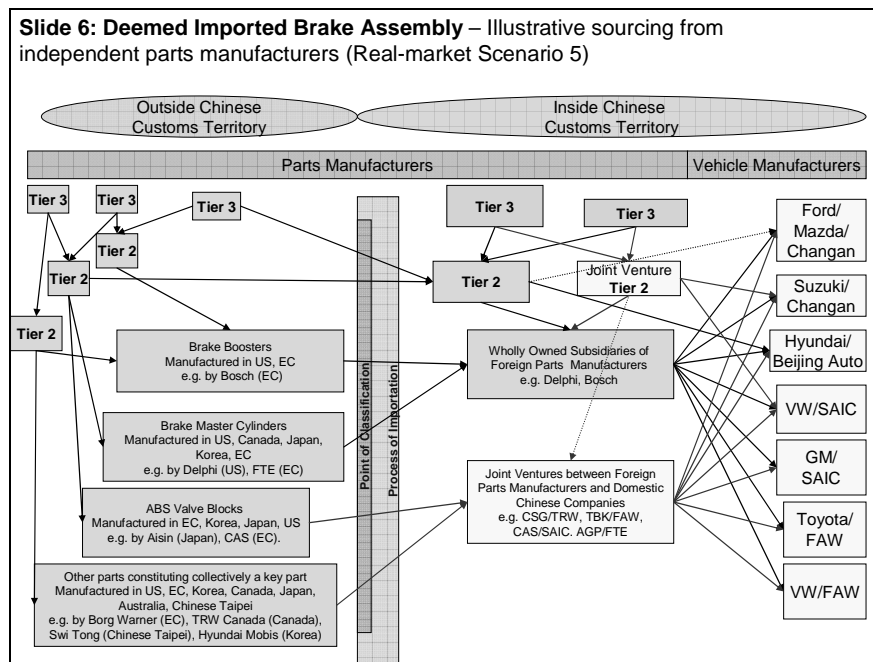 Slide 6: Deemed Imported Brake Assembly – Illustrative sourcing from
independent parts manufacturers (Real-market Scenario 5)
Outside Chinese
Customs Territory
Inside Chinese
Customs Territory
Parts Manufacturers
Vehicle Manufacturers
Tier 3
Tier 3
Tier 3
Tier 2
Tier 2
Tier 2
Tier 3
Tier 3
Tier 2
Joint Venture
Tier 2
Brake Boosters
Manufactured in US, EC
e.g. by Bosch (EC)
Brake Master Cylinders
Manufactured in US, Canada, Japan,
Korea, EC
e.g. by Delphi (US), FTE (EC)
ABS Valve Blocks
Manufactured in EC, Korea, Japan, US
e.g. by Aisin (Japan), CAS (EC).
Other parts constituting collectively a key part
Manufactured in US, EC, Korea, Canada, Japan,
Australia, Chinese Taipei
e.g. by Borg Warner (EC), TRW Canada (Canada),
Swi Tong (Chinese Taipei), Hyundai Mobis (Korea)
Point of Classification
Process of Importation
Wholly Owned Subsidiaries of
Foreign Parts Manufacturers
e.g. Delphi, Bosch
Joint Ventures between Foreign
Parts Manufacturers and Domestic
Chinese Companies
e.g. CSG/TRW, TBK/FAW,
CAS/SAIC. AGP/FTE
Ford/
Mazda/
Changan
Suzuki/
Changan
Hyundai/
Beijing Auto
VW/SAIC
GM/
SAIC
Toyota/
FAW
VW/FAW